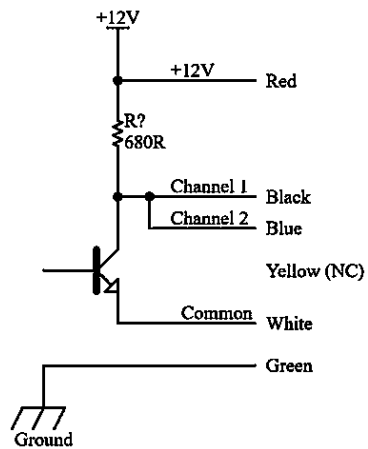 +12V
+12V
Red
R?
680R
Channel 1
Black
Channel 2
Blue
Yellow (NC)
Common
White
Green
Ground